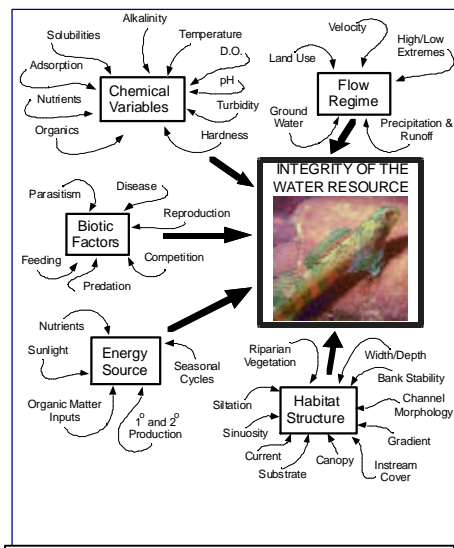 Alkalinity
Solubilities
Temperature
D.O.
Adsorption
pH
Chemical
Variables
Nutrients
Turbidity
Organics
Hardness
Velocity
High/Low
Extremes
Land Use
Flow
Regime
Ground
Water
Precipitation &
Runoff
INTEGRITY OF THE
WATER RESOURCE
Disease
Parasitism
Reproduction
Biotic
Factors
Feeding
Competition
Predation
Nutrients
Sunlight
Energy
Source
Seasonal
Cycles
Organic Matter
Inputs
1° and 2°
Production
Riparian
Vegetation
Width/Depth
Bank Stability
Siltation
Habitat
Structure
Channel
Morphology
Sinuosity
Gradient
Current
Canopy
Instream
Cover
Substrate